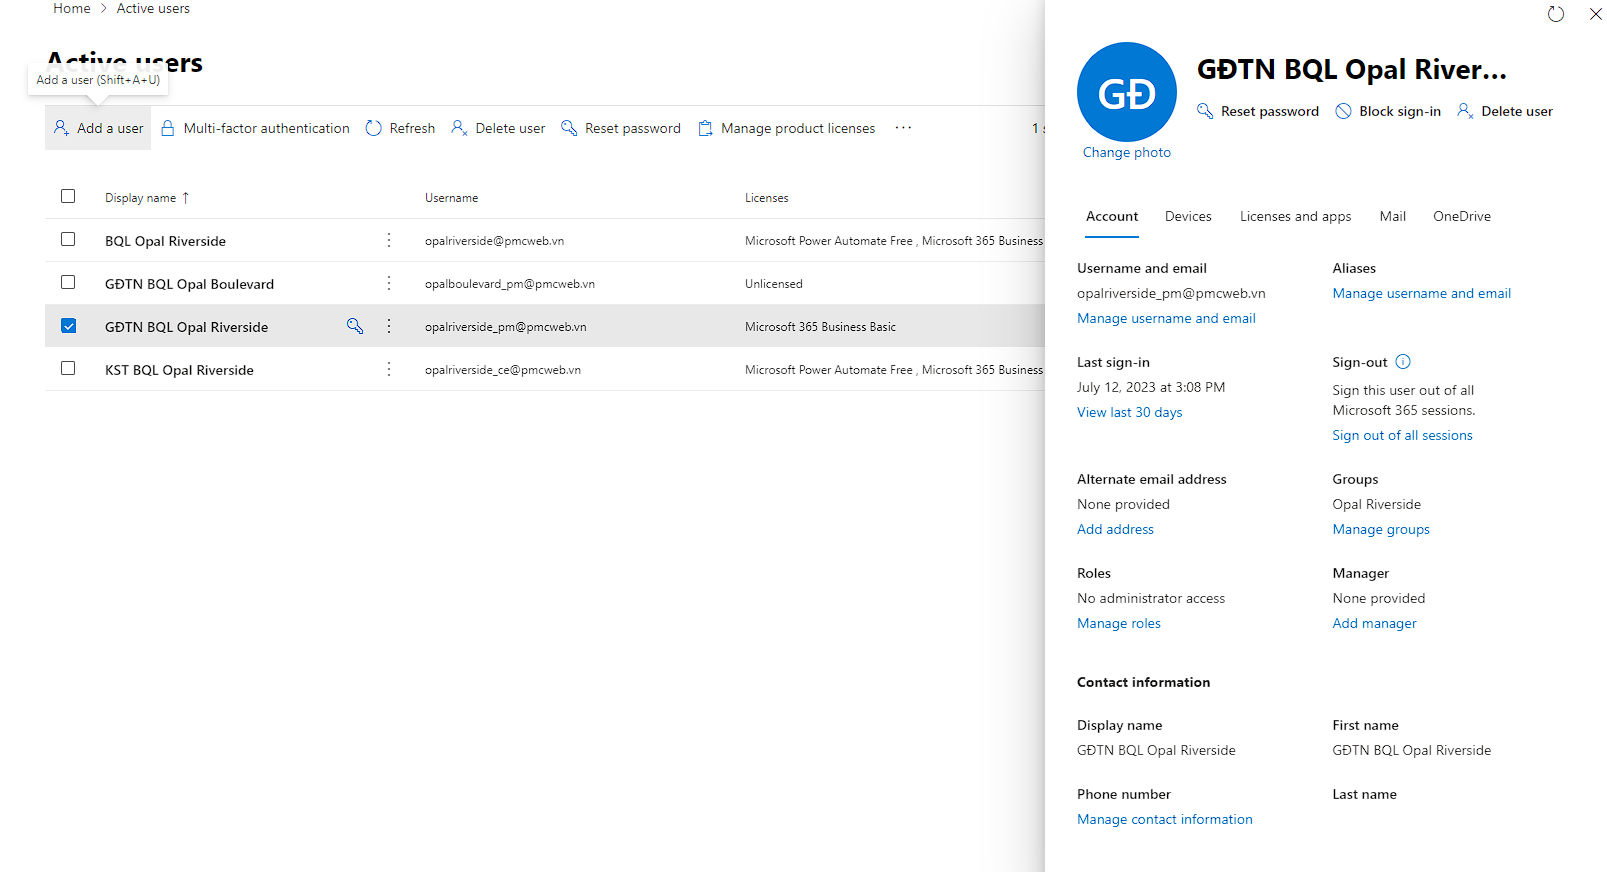 Home > Active users
Active users
Add a user (Shift+A+U)
Add a user
Multi-factor authentication
Refresh
Delete user
Reset password
Manage product licenses
1 s
Display name ↑
Username
Licenses
BQL Opal Riverside
opalriverside@pmcweb.vn
Microsoft Power Automate Free , Microsoft 365 Business
GĐTN BQL Opal Boulevard
opalboulevard_pm@pmcweb.vn
Unlicensed
GĐTN BQL Opal Riverside
opalriverside_pm@pmcweb.vn
Microsoft 365 Business Basic
KST BQL Opal Riverside
opalriverside_ce@pmcweb.vn
Microsoft Power Automate Free , Microsoft 365 Business
GĐ
Change photo
GĐTN BQL Opal River...
Reset password
Block sign-in
Delete user
Account
Devices
Licenses and apps
Mail
OneDrive
Username and email
opalriverside_pm@pmcweb.vn
Manage username and email
Aliases
Manage username and email
Last sign-in
July 12, 2023 at 3:08 PM
View last 30 days
Sign-out
Sign this user out of all
Microsoft 365 sessions.
Sign out of all sessions
Alternate email address
None provided
Add address
Groups
Opal Riverside
Manage groups
Roles
No administrator access
Manage roles
Manager
None provided
Add manager
Contact information
Display name
GĐTN BQL Opal Riverside
First name
GĐTN BQL Opal Riverside
Phone number
Manage contact information
Last name